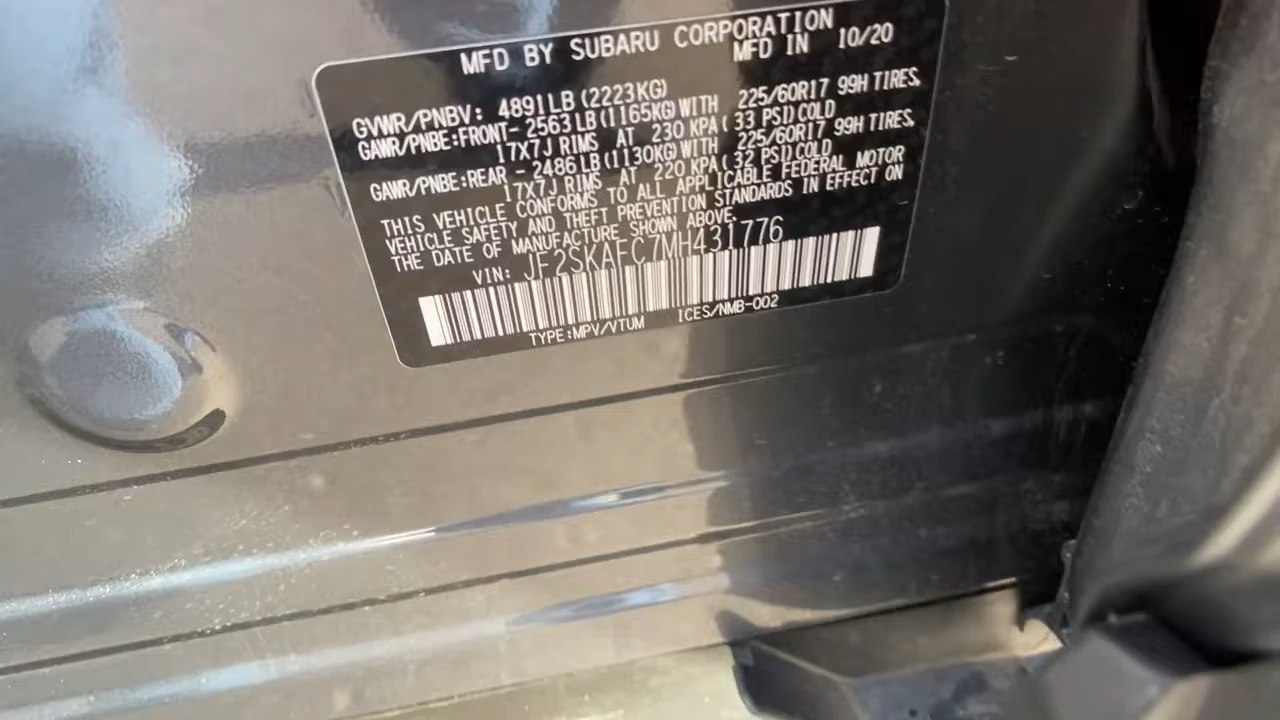 MFD BY SUBARU CORPORATION
MFD IN 10/20
GVWR/PNBV: 4891LB (2223KG)
GAWR/PNBE:FRONT- 2563LB(1165KG)WITH 225/60R17 99H TIRES,
17X7J RIMS AT 230 KPA( 33 PSI)COLD
GAWR/PNBE:REAR - 2486LB(1130KG)WITH 225/60R17 99H TIRES,
17X7J RIMS AT 220 KPA( 32 PSI)COLD
THIS VEHICLE CONFORMS TO ALL APPLICABLE FEDERAL MOTOR
VEHICLE SAFETY AND THEFT PREVENTION STANDARDS IN EFFECT ON
THE DATE OF MANUFACTURE SHOWN ABOVE.
VIN: JF2SKAFC7MH431776
TYPE:MPV/VTUM ICES/NMB-002